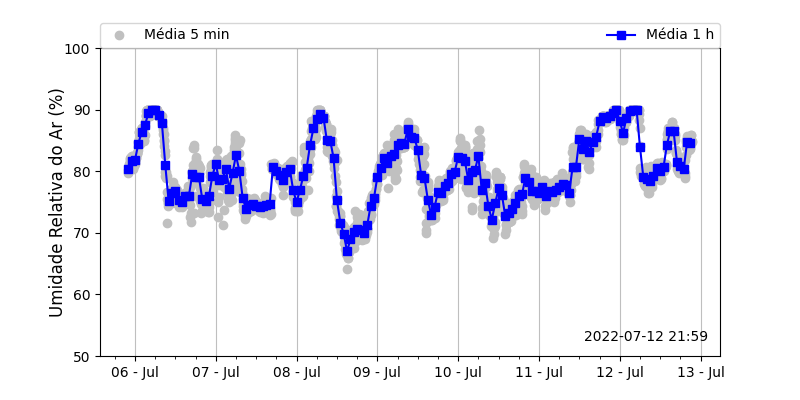 Média 5 min
Média 1 h
Umidade Relativa do Ar (%)
100
90
80
70
60
50
2022-07-12 21:59
06 - Jul
07 - Jul
08 - Jul
09 - Jul
10 - Jul
11 - Jul
12 - Jul
13 - Jul